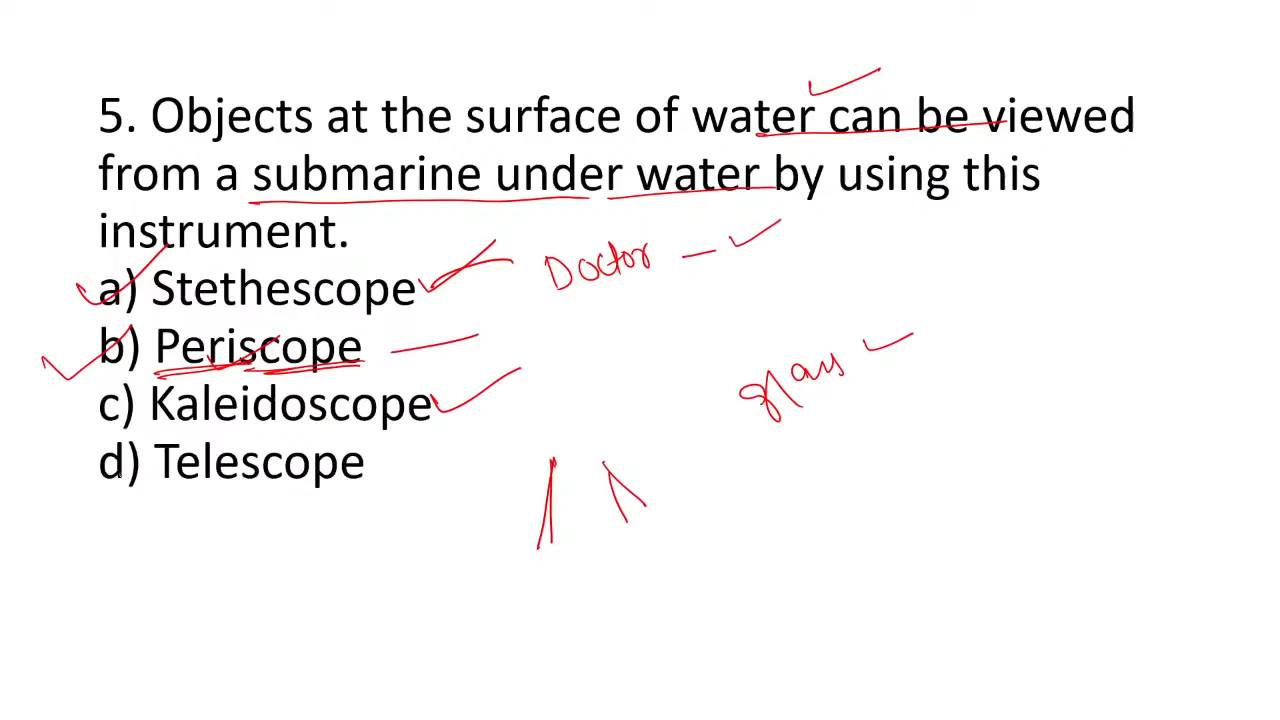 5. Objects at the surface of water can be viewed
from a submarine under water by using this
instrument.
a) Stethescope
Doctor
b) Periscope
c) Kaleidoscope
d) Telescope